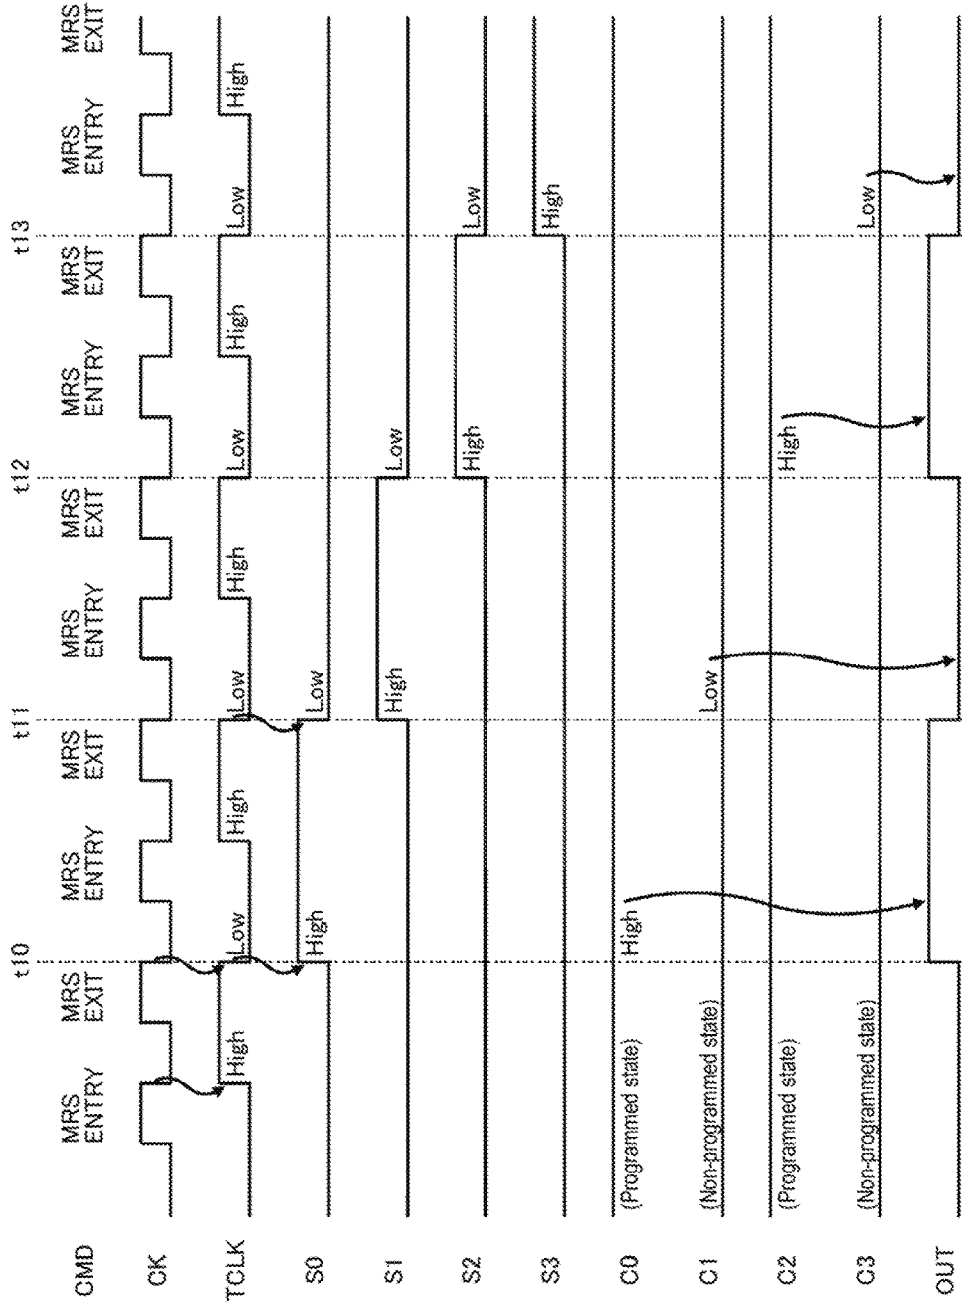 t10 t11 t12 t13
CMD MRS ENTRY MRS EXIT MRS ENTRY MRS EXIT MRS ENTRY MRS EXIT MRS ENTRY MRS EXIT MRS ENTRY MRS EXIT
CK
TCLK High Low High Low High Low High Low High
S0 High Low
S1 High Low
S2 High Low
S3 High
C0 (Programmed state) High
C1 (Non-programmed state) Low
C2 (Programmed state) High
C3 (Non-programmed state) Low
OUT